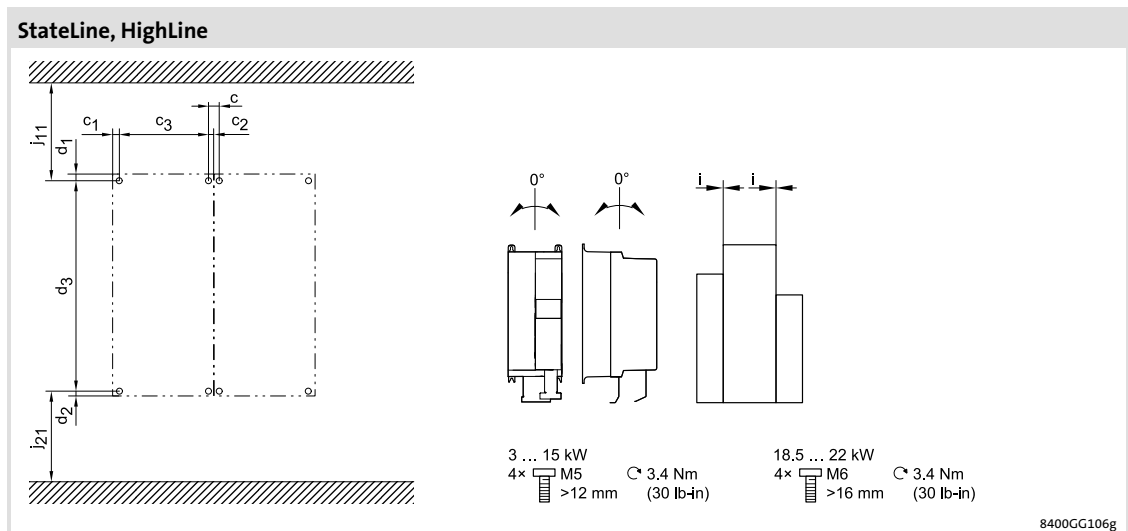 StateLine, HighLine
c
c1 c3 c2
j11
d1
d3
d2
j21
0° 0°
i i
3 ... 15 kW
4× M5 3.4 Nm
>12 mm (30 lb-in)
18.5 ... 22 kW
4× M6 3.4 Nm
>16 mm (30 lb-in)
8400GG106g